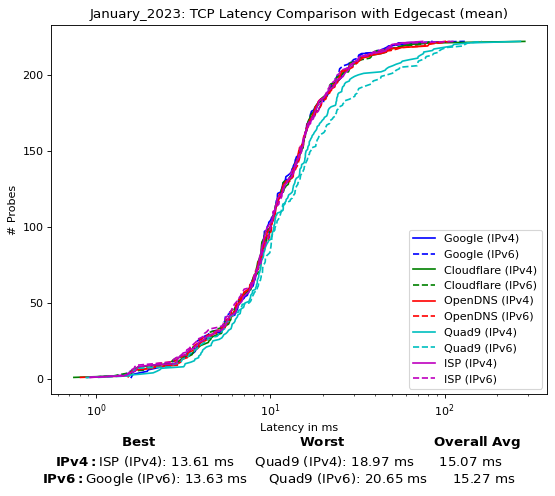 January_2023: TCP Latency Comparison with Edgecast (mean)
# Probes
200
150
100
50
0
Google (IPv4)
Google (IPv6)
Cloudflare (IPv4)
Cloudflare (IPv6)
OpenDNS (IPv4)
OpenDNS (IPv6)
Quad9 (IPv4)
Quad9 (IPv6)
ISP (IPv4)
ISP (IPv6)
10⁰ 10¹ 10²
Latency in ms
Best Worst Overall Avg
IPv4: ISP (IPv4): 13.61 ms Quad9 (IPv4): 18.97 ms 15.07 ms
IPv6: Google (IPv6): 13.63 ms Quad9 (IPv6): 20.65 ms 15.27 ms